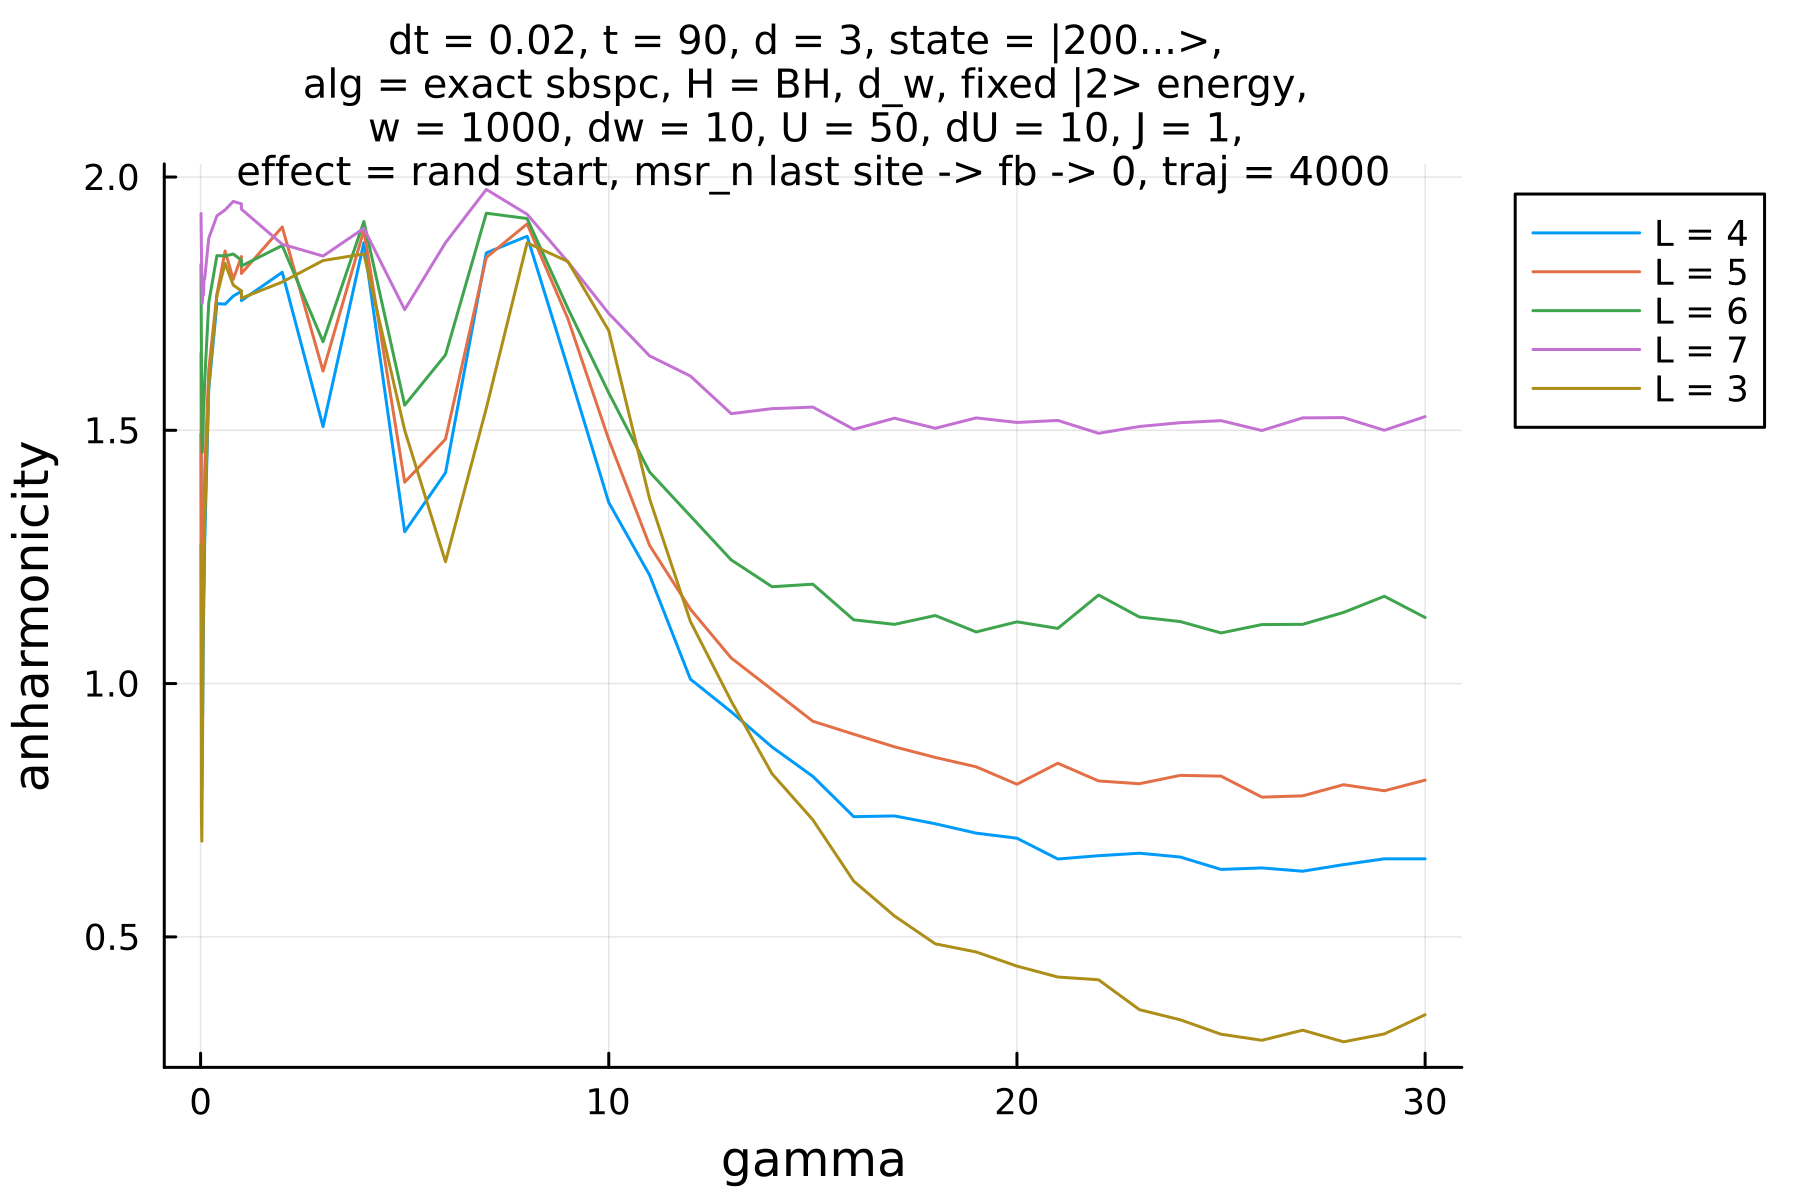 dt = 0.02, t = 90, d = 3, state = |200...>,
alg = exact sbspc, H = BH, d_w, fixed |2> energy,
w = 1000, dw = 10, U = 50, dU = 10, J = 1,
effect = rand start, msr_n last site -> fb -> 0, traj = 4000
2.0
1.5
1.0
0.5
anharmonicity
0 10 20 30
gamma
L = 4
L = 5
L = 6
L = 7
L = 3